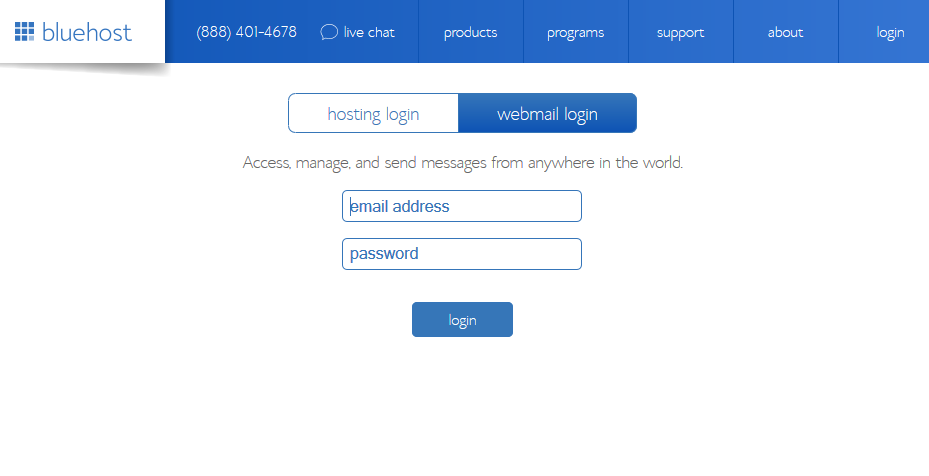 bluehost (888) 401-4678 live chat products programs support about login
hosting login webmail login
Access, manage, and send messages from anywhere in the world.
email address
password
login